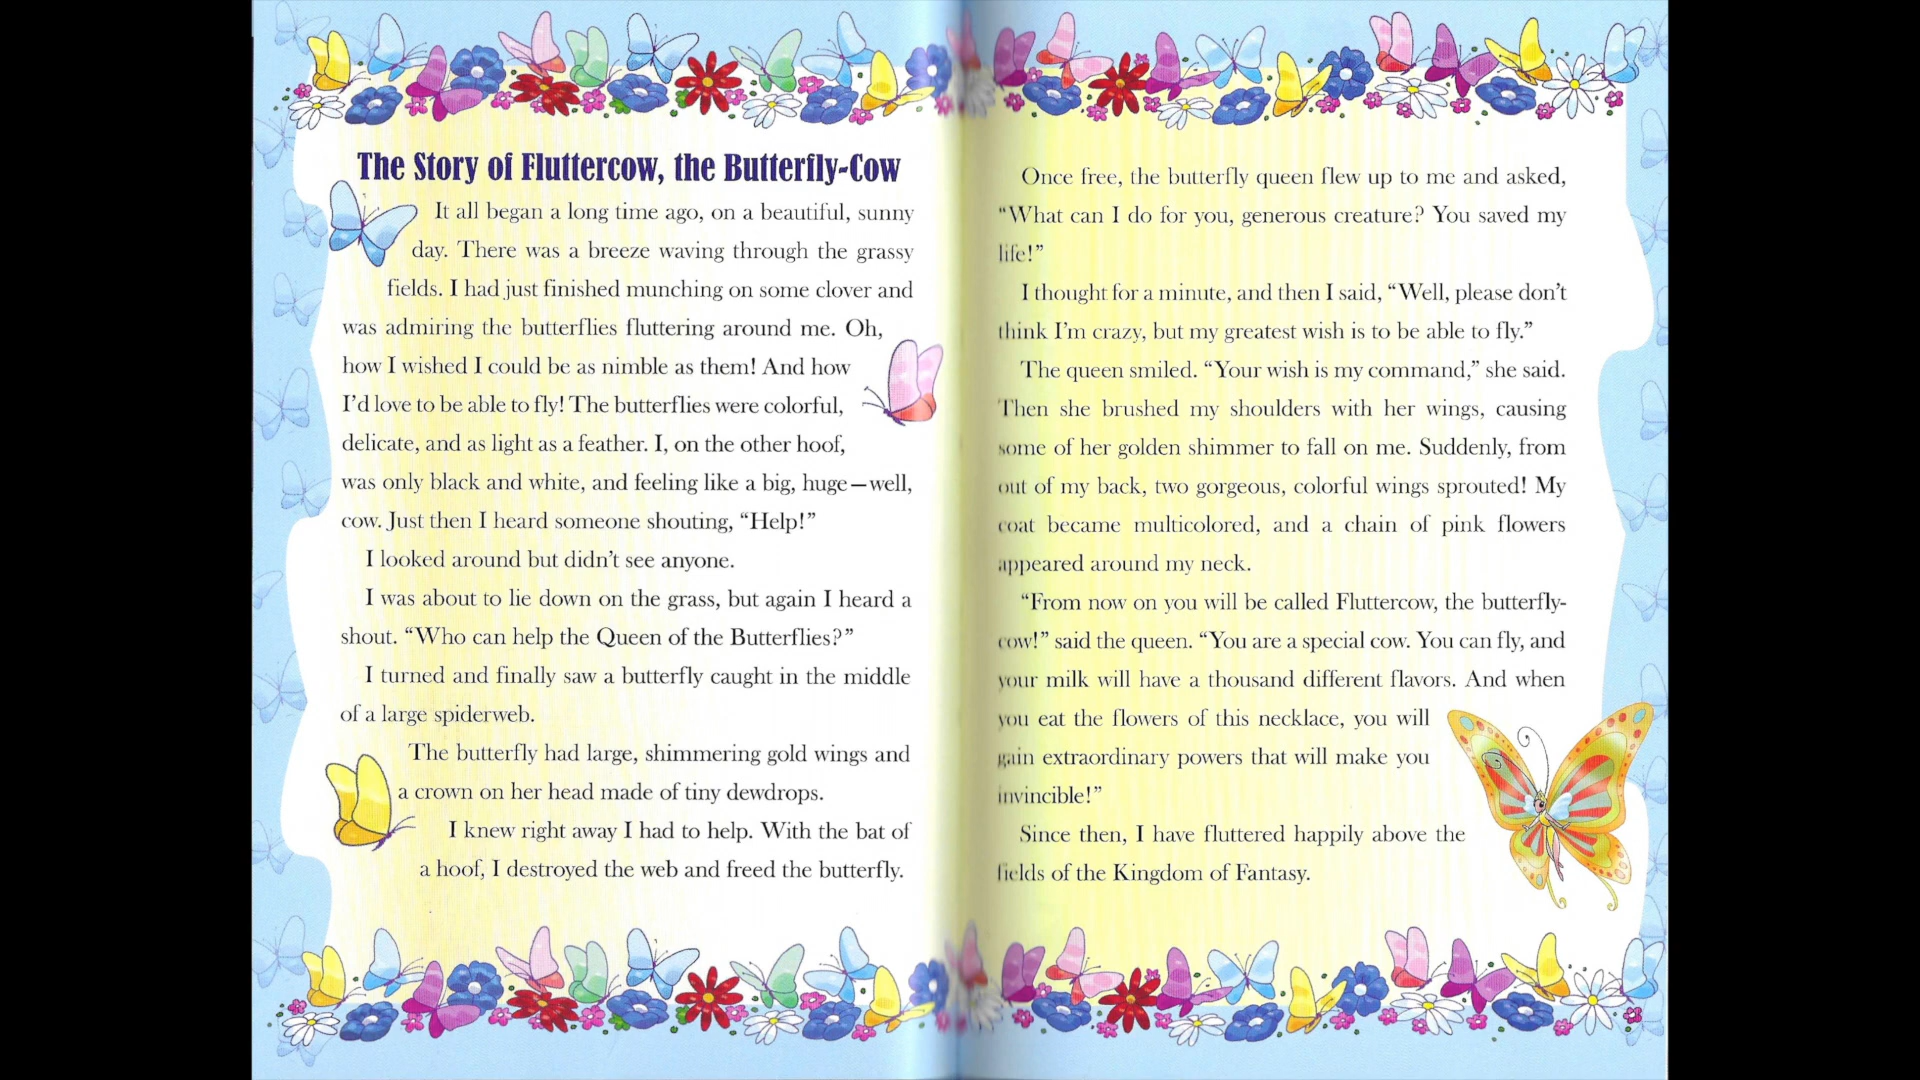 The Story of Fluttercow, the Butterfly-Cow
It all began a long time ago, on a beautiful, sunny
day. There was a breeze waving through the grassy
fields. I had just finished munching on some clover and
was admiring the butterflies fluttering around me. Oh,
how I wished I could be as nimble as them! And how
I’d love to be able to fly! The butterflies were colorful,
delicate, and as light as a feather. I, on the other hoof,
was only black and white, and feeling like a big, huge—well,
cow. Just then I heard someone shouting, “Help!”
I looked around but didn’t see anyone.
I was about to lie down on the grass, but again I heard a
shout. “Who can help the Queen of the Butterflies?”
I turned and finally saw a butterfly caught in the middle
of a large spiderweb.
The butterfly had large, shimmering gold wings and
a crown on her head made of tiny dewdrops.
I knew right away I had to help. With the bat of
a hoof, I destroyed the web and freed the butterfly.
Once free, the butterfly queen flew up to me and asked,
“What can I do for you, generous creature? You saved my
life!”
I thought for a minute, and then I said, “Well, please don’t
think I’m crazy, but my greatest wish is to be able to fly.”
The queen smiled. “Your wish is my command,” she said.
Then she brushed my shoulders with her wings, causing
some of her golden shimmer to fall on me. Suddenly, from
out of my back, two gorgeous, colorful wings sprouted! My
coat became multicolored, and a chain of pink flowers
appeared around my neck.
“From now on you will be called Fluttercow, the butterfly-
cow!” said the queen. “You are a special cow. You can fly, and
your milk will have a thousand different flavors. And when
you eat the flowers of this necklace, you will
gain extraordinary powers that will make you
invincible!”
Since then, I have fluttered happily above the
fields of the Kingdom of Fantasy.